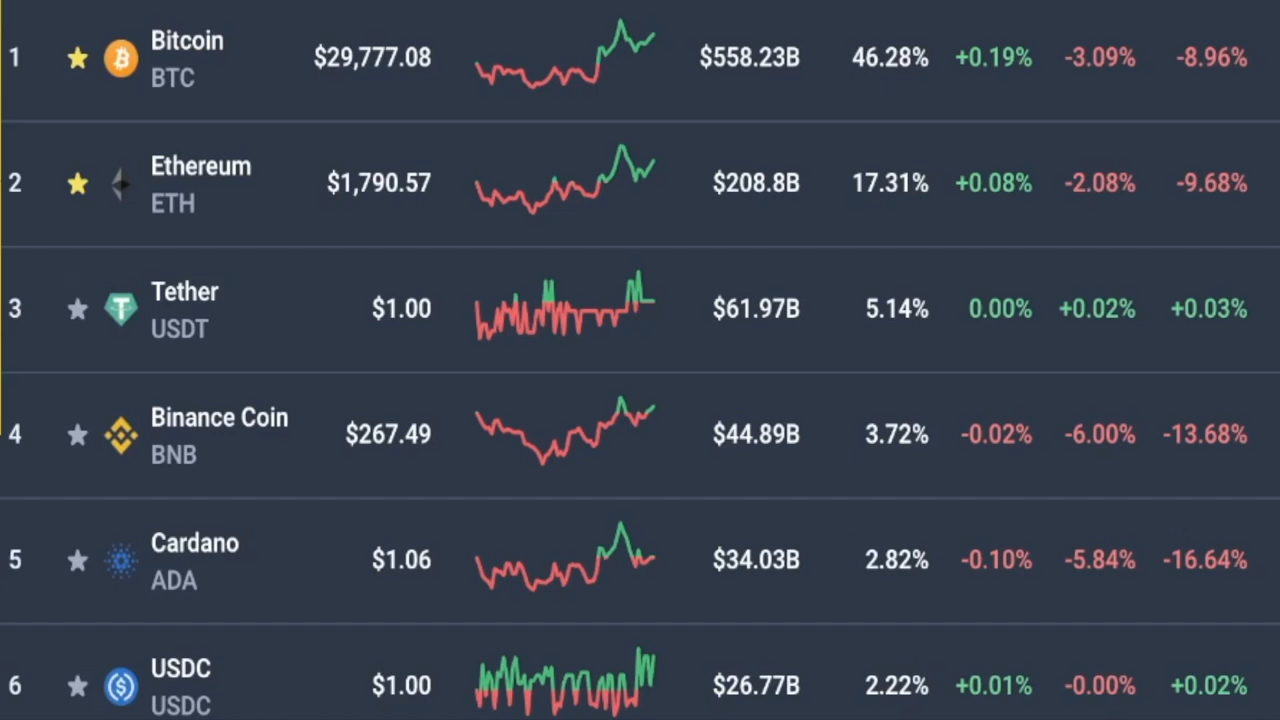 1 Bitcoin BTC $29,777.08 $558.23B 46.28% +0.19% -3.09% -8.96%
2 Ethereum ETH $1,790.57 $208.8B 17.31% +0.08% -2.08% -9.68%
3 Tether USDT $1.00 $61.97B 5.14% 0.00% +0.02% +0.03%
4 Binance Coin BNB $267.49 $44.89B 3.72% -0.02% -6.00% -13.68%
5 Cardano ADA $1.06 $34.03B 2.82% -0.10% -5.84% -16.64%
6 USDC USDC $1.00 $26.77B 2.22% +0.01% -0.00% +0.02%